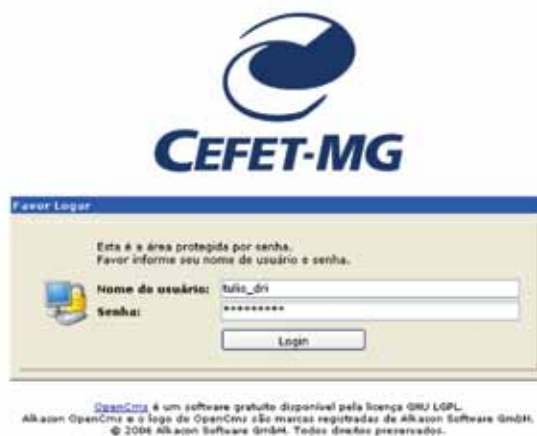 CEFET-MG
Favor Logar
Esta é a área protegida por senha.
Favor informe seu nome de usuário e senha.
Nome do usuário: tulio_dri
Senha: *********
Login
OpenCms é um software gratuito disponível pela licença GNU LGPL.
Alkacon OpenCms e o logo do OpenCms são marcas registradas de Alkacon Software GmbH.
© 2006 Alkacon Software GmbH. Todos direitos preservados.